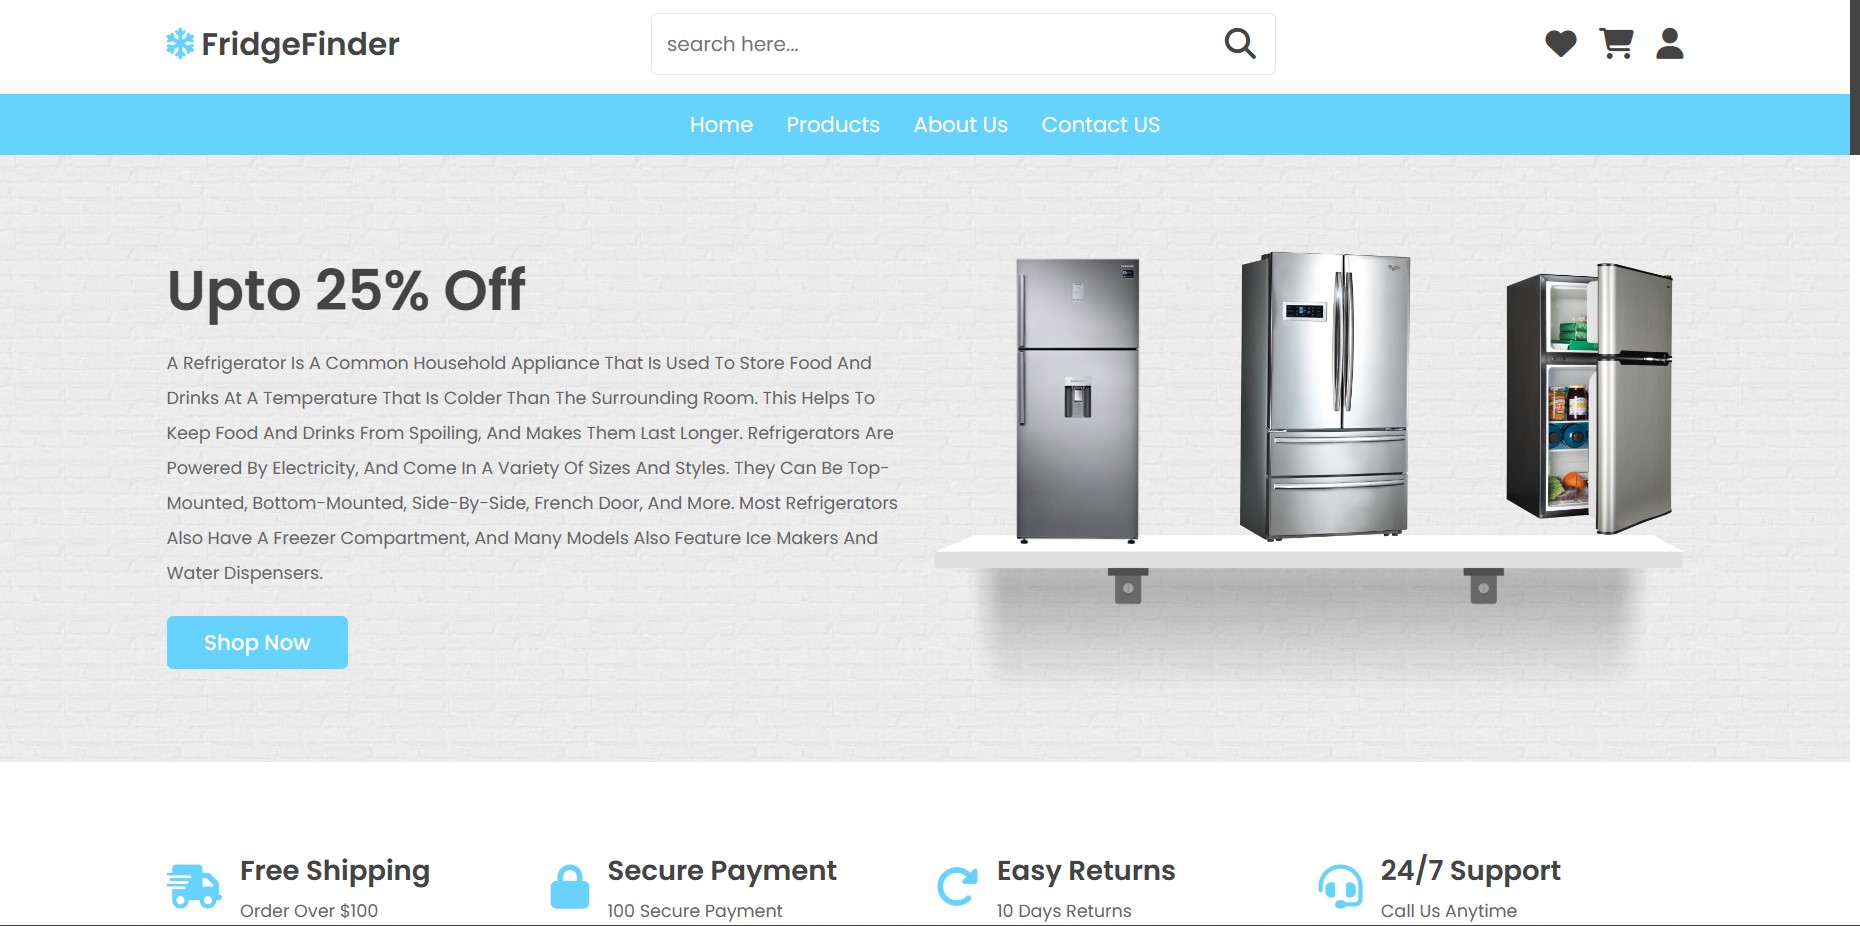 FridgeFinder
search here...
Home Products About Us Contact US
Upto 25% Off
A Refrigerator Is A Common Household Appliance That Is Used To Store Food And
Drinks At A Temperature That Is Colder Than The Surrounding Room. This Helps To
Keep Food And Drinks From Spoiling, And Makes Them Last Longer. Refrigerators Are
Powered By Electricity, And Come In A Variety Of Sizes And Styles. They Can Be Top-
Mounted, Bottom-Mounted, Side-By-Side, French Door, And More. Most Refrigerators
Also Have A Freezer Compartment, And Many Models Also Feature Ice Makers And
Water Dispensers.
Shop Now
Free Shipping
Order Over $100
Secure Payment
100 Secure Payment
Easy Returns
10 Days Returns
24/7 Support
Call Us Anytime